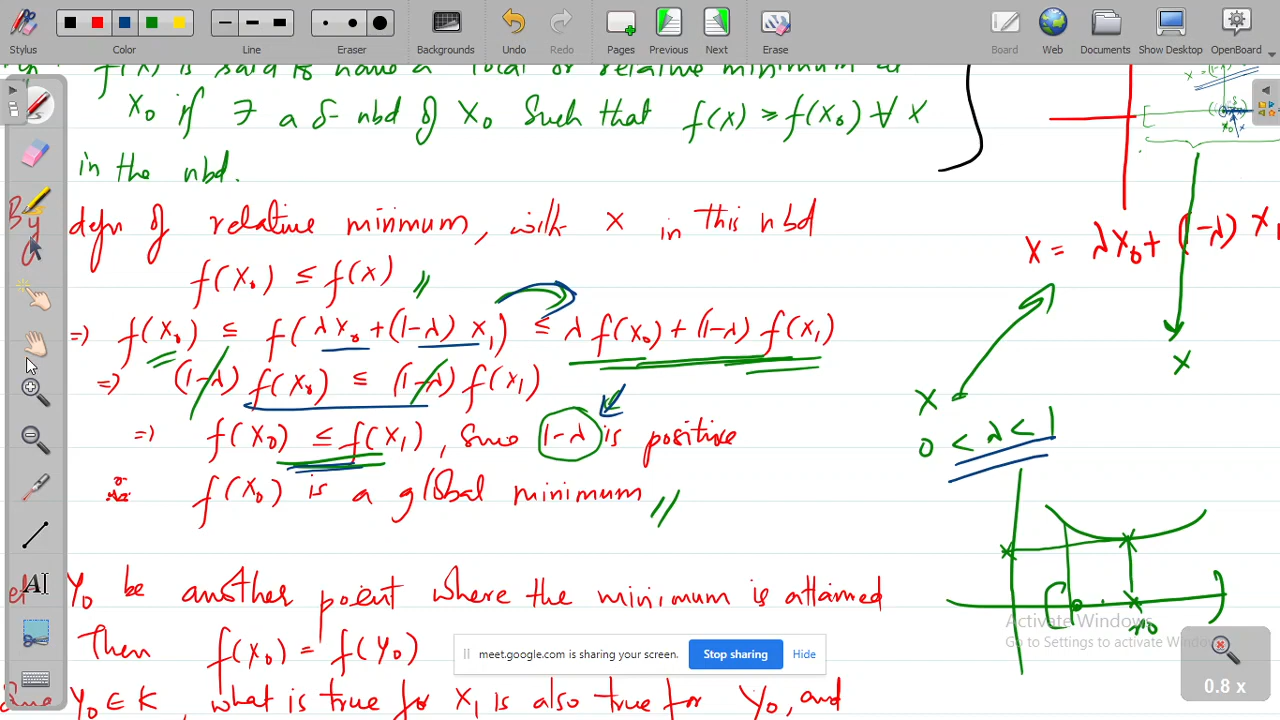 Stylus Color Line Eraser Backgrounds Undo Redo Pages Previous Next Erase Board Web Documents Show Desktop OpenBoard
f(X) is said to have a local or relative minimum at
X₀ if ∃ a δ- nbd of X₀ Such that f(X) ≥ f(X₀) ∀ X
in the nbd.
By defn of relative minimum, with X in this nbd
f(X₀) ≤ f(X)
⇒ f(X₀) ≤ f(λX₀+(1-λ) X₁) ≤ λ f(X₀) + (1-λ) f(X₁)
⇒ (1-λ) f(X₀) ≤ (1-λ) f(X₁)
⇒ f(X₀) ≤ f(X₁), Since 1-λ is positive
∴ f(X₀) is a global minimum
Y₀ be another point where the minimum is attained
Then f(X₀) = f(Y₀)
Y₀ ∈ K, what is true for X₁ is also true for Y₀, and
X = λX₀ + (1-λ) X₁
X
X
0 < λ < 1
x₀
Activate Windows
Go to Settings to activate Windows.
meet.google.com is sharing your screen. Stop sharing Hide
0.8 x